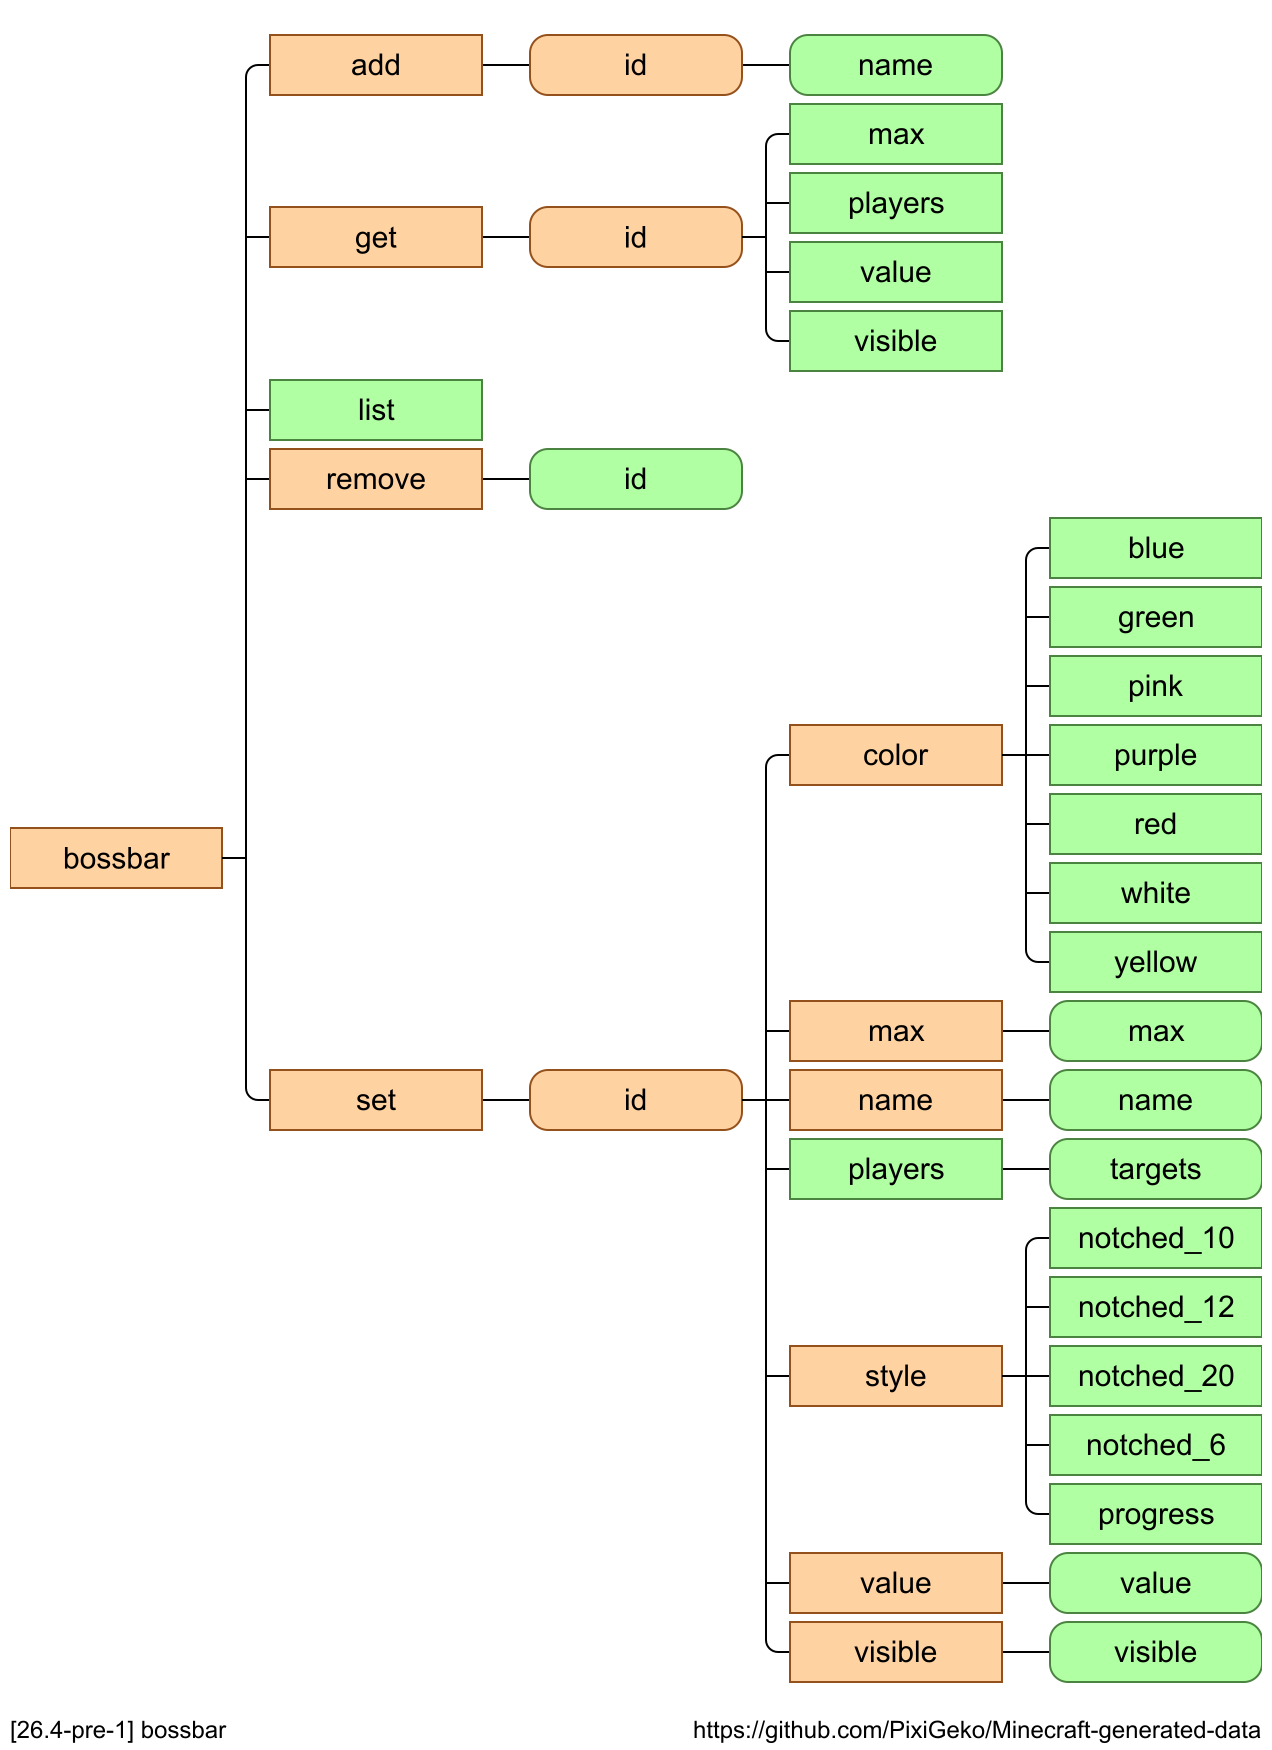 add id name
max
players
get id
value
visible
list
remove id
blue
green
pink
color purple
red
bossbar
white
yellow
max max
set id name name
players targets
notched_10
notched_12
style notched_20
notched_6
progress
value value
visible visible
[26.4-pre-1] bossbar https://github.com/PixiGeko/Minecraft-generated-data